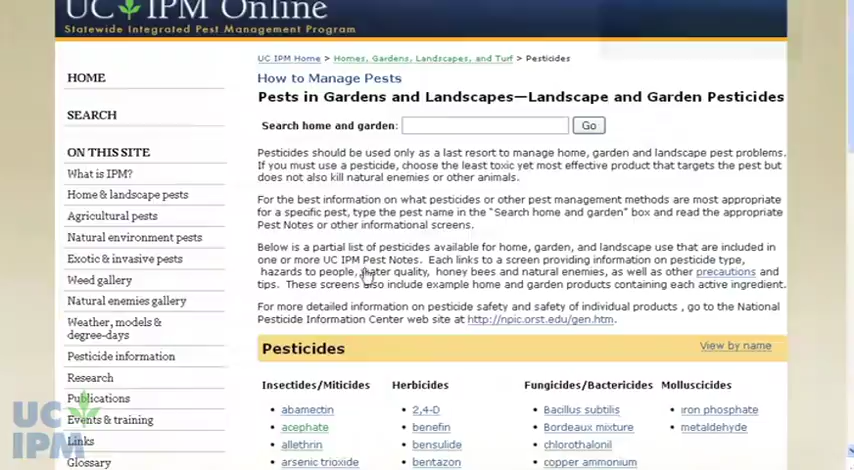 UC IPM Online
Statewide Integrated Pest Management Program
UC IPM Home > Homes, Gardens, Landscapes, and Turf > Pesticides
How to Manage Pests
Pests in Gardens and Landscapes—Landscape and Garden Pesticides
Search home and garden: Go
Pesticides should be used only as a last resort to manage home, garden and landscape pest problems.
If you must use a pesticide, choose the least toxic yet most effective product that targets the pest but
does not also kill natural enemies or other animals.
For the best information on what pesticides or other pest management methods are most appropriate
for a specific pest, type the pest name in the "Search home and garden" box and read the appropriate
Pest Notes or other informational screens.
Below is a partial list of pesticides available for home, garden, and landscape use that are included in
one or more UC IPM Pest Notes. Each links to a screen providing information on pesticide type,
hazards to people, water quality, honey bees and natural enemies, as well as other precautions and
tips. These screens also include example home and garden products containing each active ingredient.
For more detailed information on pesticide safety and safety of individual products , go to the National
Pesticide Information Center web site at http://npic.orst.edu/gen.htm.
HOME
SEARCH
ON THIS SITE
What is IPM?
Home & landscape pests
Agricultural pests
Natural environment pests
Exotic & invasive pests
Weed gallery
Natural enemies gallery
Weather, models &
degree-days
Pesticide information
Research
Publications
Events & training
Links
Glossary
Pesticides View by name
Insectides/Miticides Herbicides Fungicides/Bactericides Molluscicides
abamectin 2,4-D Bacillus subtilis iron phosphate
acephate benefin Bordeaux mixture metaldehyde
allethrin bensulide chlorothalonil
arsenic trioxide bentazon copper ammonium
UC
IPM